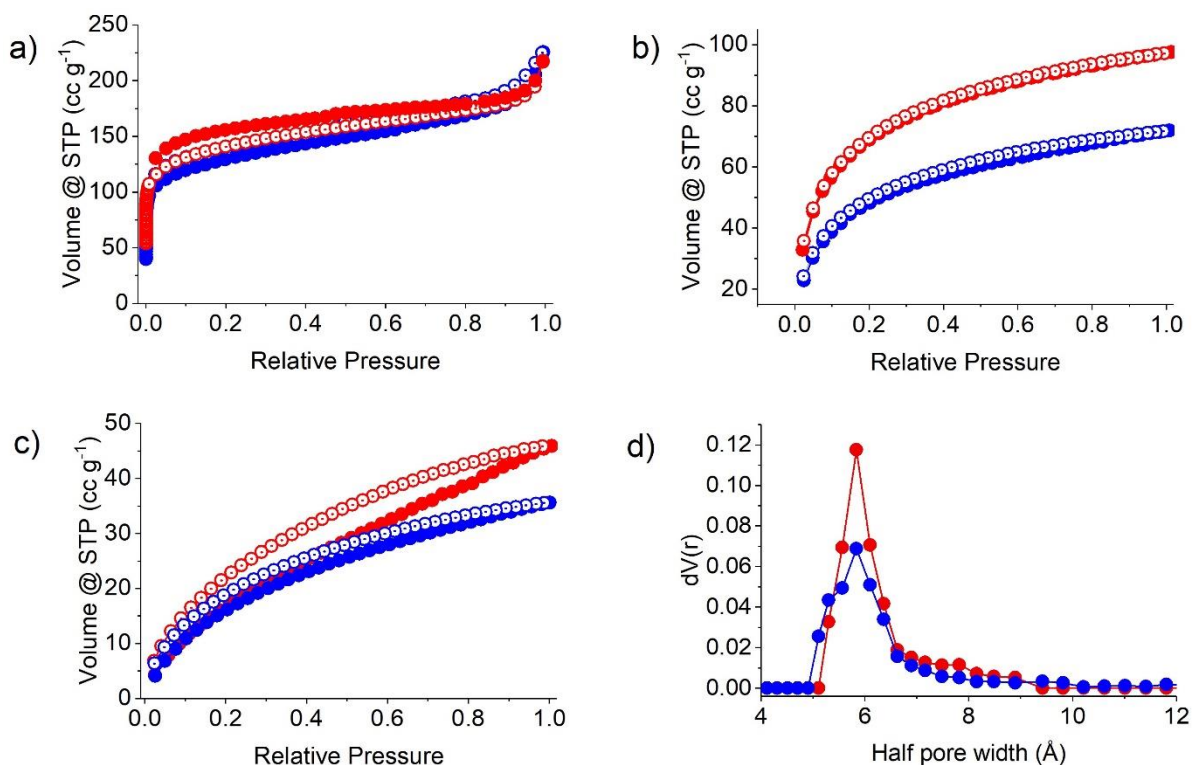 a)
Volume @ STP (cc g⁻¹)
250
200
150
100
50
0
0.0 0.2 0.4 0.6 0.8 1.0
Relative Pressure
b)
Volume @ STP (cc g⁻¹)
100
80
60
40
20
0.0 0.2 0.4 0.6 0.8 1.0
Relative Pressure
c)
Volume @ STP (cc g⁻¹)
50
40
30
20
10
0
0.0 0.2 0.4 0.6 0.8 1.0
Relative Pressure
d)
dV(r)
0.12
0.10
0.08
0.06
0.04
0.02
0.00
4 6 8 10 12
Half pore width (Å)